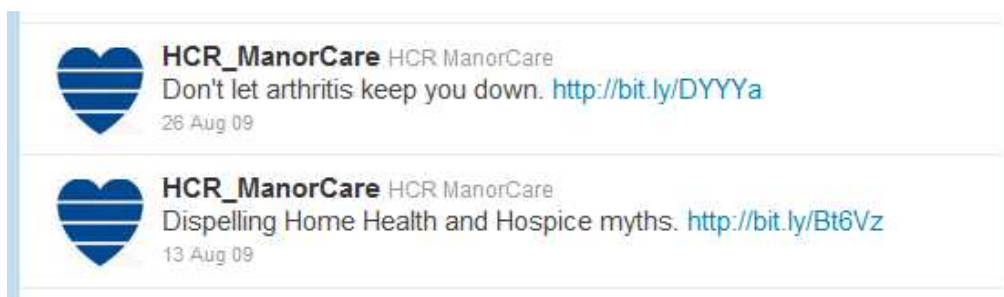 HCR_ManorCare HCR ManorCare
Don't let arthritis keep you down. http://bit.ly/DYYYa
26 Aug 09
HCR_ManorCare HCR ManorCare
Dispelling Home Health and Hospice myths. http://bit.ly/Bt6Vz
13 Aug 09